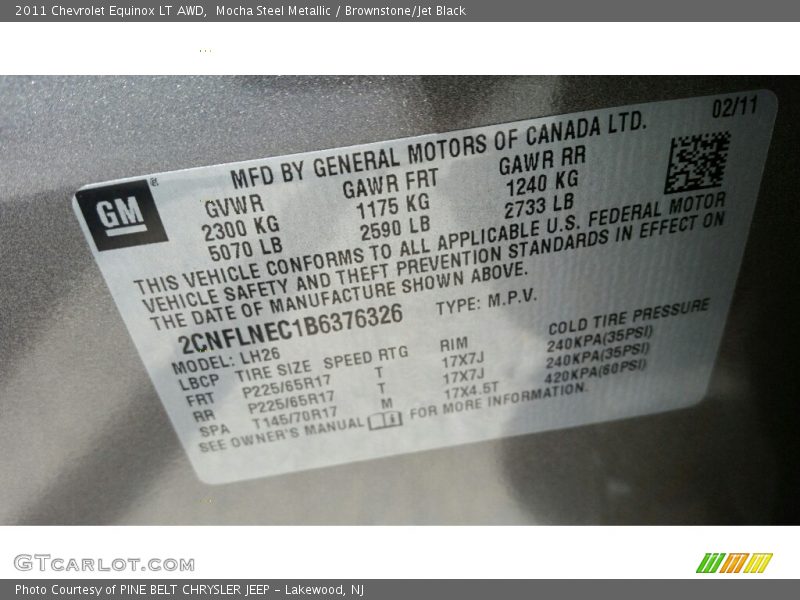 2011 Chevrolet Equinox LT AWD, Mocha Steel Metallic / Brownstone/Jet Black
02/11
MFD BY GENERAL MOTORS OF CANADA LTD.
GM
GVWR GAWR FRT GAWR RR
2300 KG 1175 KG 1240 KG
5070 LB 2590 LB 2733 LB
THIS VEHICLE CONFORMS TO ALL APPLICABLE U.S. FEDERAL MOTOR
VEHICLE SAFETY AND THEFT PREVENTION STANDARDS IN EFFECT ON
THE DATE OF MANUFACTURE SHOWN ABOVE.
2CNFLNEC1B6376326 TYPE: M.P.V.
MODEL: LH26
LBCP TIRE SIZE SPEED RTG RIM COLD TIRE PRESSURE
FRT P225/65R17 T 17X7J 240KPA(35PSI)
RR P225/65R17 T 17X7J 240KPA(35PSI)
SPA T145/70R17 M 17X4.5T 420KPA(60PSI)
SEE OWNER'S MANUAL FOR MORE INFORMATION.
GTCARLOT.COM
Photo Courtesy of PINE BELT CHRYSLER JEEP - Lakewood, NJ